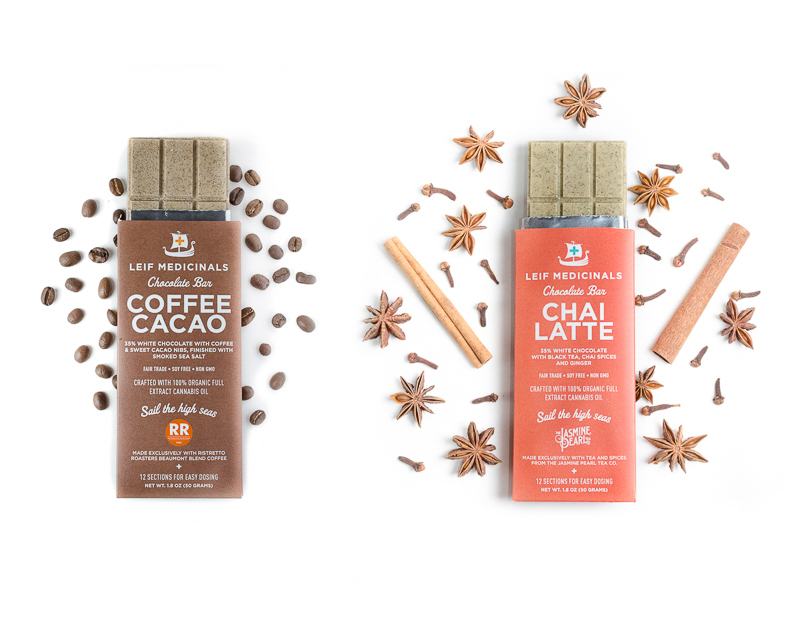 LEIF MEDICINALS
Chocolate Bar
COFFEE
CACAO
35% WHITE CHOCOLATE WITH COFFEE
& SWEET CACAO NIBS, FINISHED WITH
SMOKED SEA SALT
FAIR TRADE • SOY FREE • NON GMO
CRAFTED WITH 100% ORGANIC FULL
EXTRACT CANNABIS OIL
Sail the high seas
RR
MADE EXCLUSIVELY WITH RISTRETTO
ROASTERS BEAUMONT BLEND COFFEE
+
12 SECTIONS FOR EASY DOSING
NET WT. 1.8 OZ (50 GRAMS)
LEIF MEDICINALS
Chocolate Bar
CHAI
LATTE
35% WHITE CHOCOLATE
WITH BLACK TEA, CHAI SPICES
AND GINGER
FAIR TRADE • SOY FREE • NON GMO
CRAFTED WITH 100% ORGANIC FULL
EXTRACT CANNABIS OIL
Sail the high seas
THE JASMINE
PEARL
MADE EXCLUSIVELY WITH TEA AND SPICES
FROM THE JASMINE PEARL TEA CO.
+
12 SECTIONS FOR EASY DOSING
NET WT. 1.8 OZ (50 GRAMS)